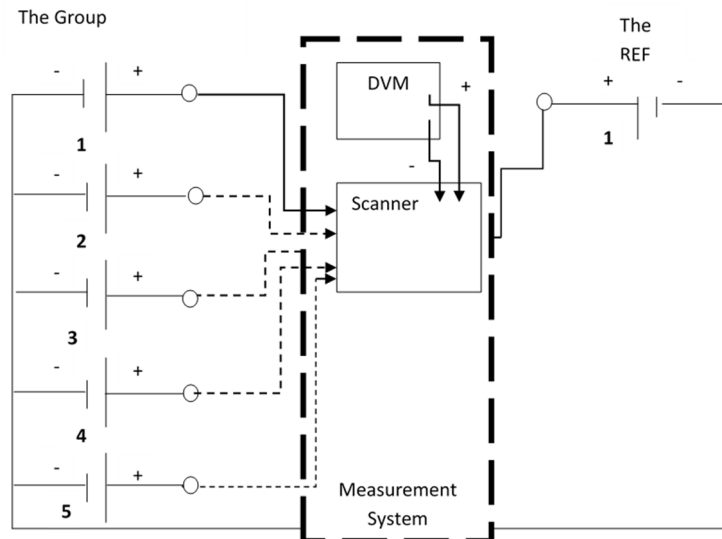 The Group
The
REF
DVM
+
-
- +
1
- +
2
- +
3
- +
4
- +
5
Scanner
+ -
1
Measurement
System